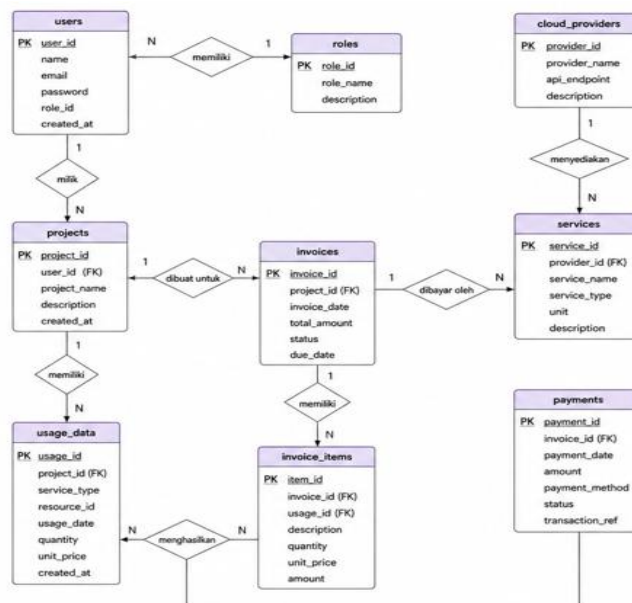 users
PK user_id
name
email
password
role_id
created_at
N
memiliki
1
roles
PK role_id
role_name
description
cloud_providers
PK provider_id
provider_name
api_endpoint
description
1
menyediakan
N
services
PK service_id
provider_id (FK)
service_name
service_type
unit
description
1
milik
N
projects
PK project_id
user_id (FK)
project_name
description
created_at
1
dibuat untuk
N
invoices
PK invoice_id
project_id (FK)
invoice_date
total_amount
status
due_date
1
dibayar oleh
N
1
memiliki
N
usage_data
PK usage_id
project_id (FK)
service_type
resource_id
usage_date
quantity
unit_price
created_at
1
memiliki
N
invoice_items
PK item_id
invoice_id (FK)
usage_id (FK)
description
quantity
unit_price
amount
N
menghasilkan
N
payments
PK payment_id
invoice_id (FK)
payment_date
amount
payment_method
status
transaction_ref